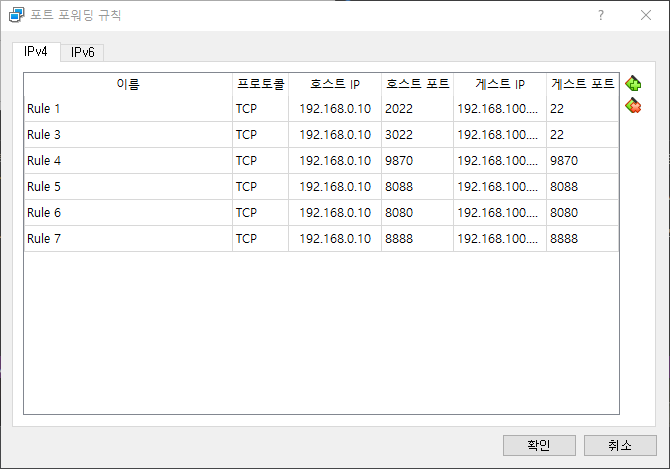 포트 포워딩 규칙
IPv4 IPv6
이름 프로토콜 호스트 IP 호스트 포트 게스트 IP 게스트 포트
Rule 1 TCP 192.168.0.10 2022 192.168.100.... 22
Rule 3 TCP 192.168.0.10 3022 192.168.100.... 22
Rule 4 TCP 192.168.0.10 9870 192.168.100.... 9870
Rule 5 TCP 192.168.0.10 8088 192.168.100.... 8088
Rule 6 TCP 192.168.0.10 8080 192.168.100.... 8080
Rule 7 TCP 192.168.0.10 8888 192.168.100.... 8888
확인 취소